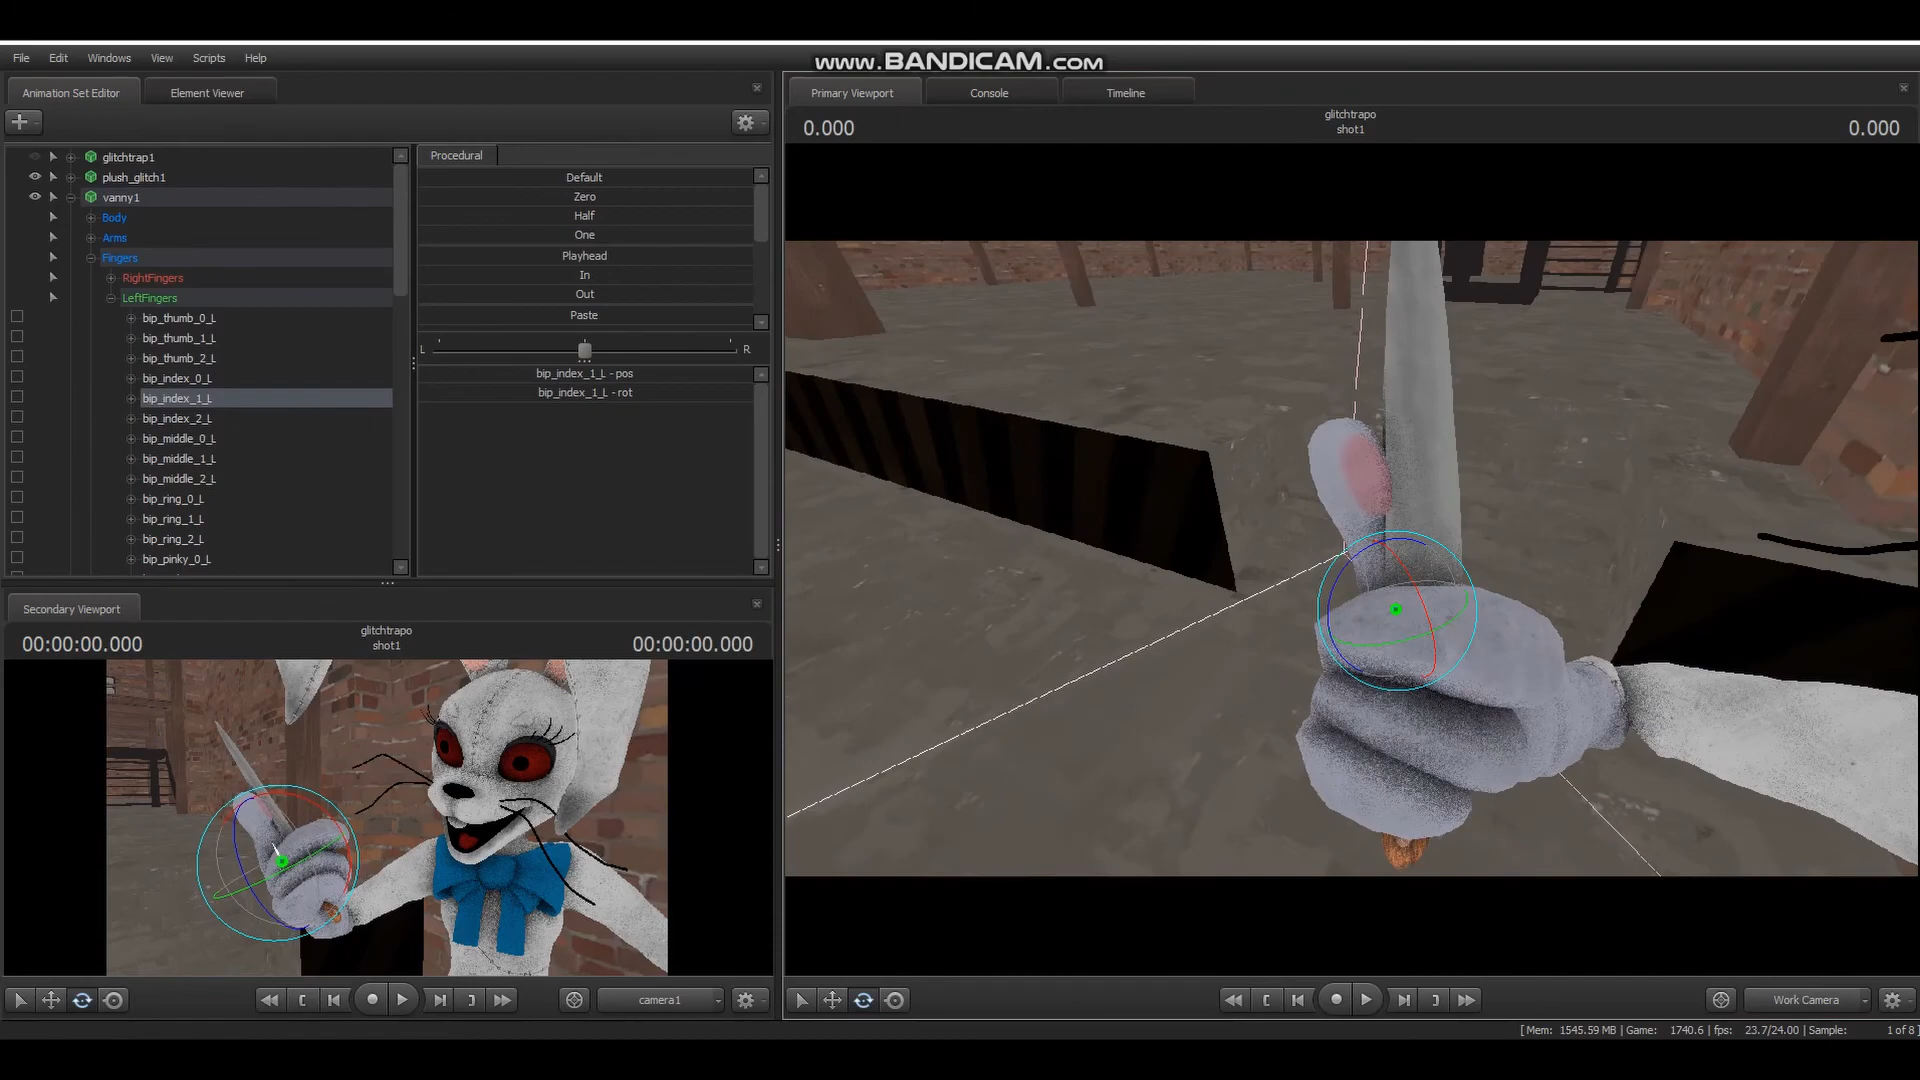 www.BANDICAM.com
File Edit Windows View Scripts Help
Animation Set Editor Element Viewer
Primary Viewport Console Timeline
0.000 glitchtrapo 0.000
shot1
glitchtrap1
plush_glitch1
vanny1
Body
Arms
Fingers
RightFingers
LeftFingers
bip_thumb_0_L
bip_thumb_1_L
bip_thumb_2_L
bip_index_0_L
bip_index_1_L
bip_index_2_L
bip_middle_0_L
bip_middle_1_L
bip_middle_2_L
bip_ring_0_L
bip_ring_1_L
bip_ring_2_L
bip_pinky_0_L
Procedural
Default
Zero
Half
One
Playhead
In
Out
Paste
L R
bip_index_1_L - pos
bip_index_1_L - rot
Secondary Viewport
00:00:00.000 glitchtrapo 00:00:00.000
shot1
camera1
Work Camera
[ Mem: 1545.59 MB | Game: 1740.6 | fps: 23.7/24.00 | Sample: 1 of 8 ]